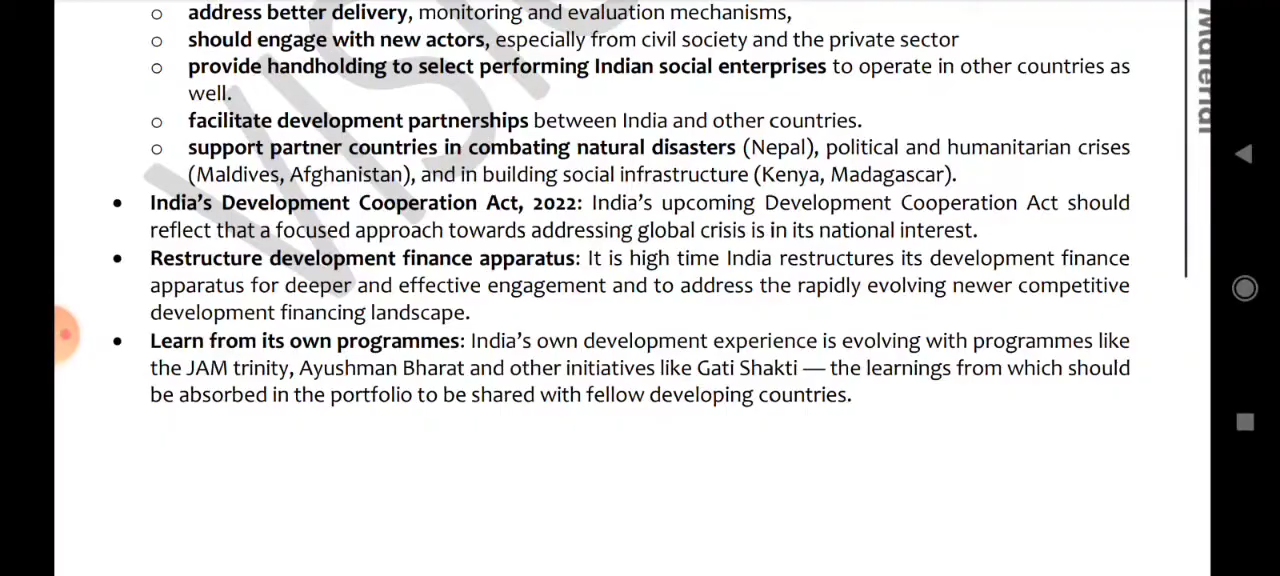 o address better delivery, monitoring and evaluation mechanisms,
o should engage with new actors, especially from civil society and the private sector
o provide handholding to select performing Indian social enterprises to operate in other countries as
well.
o facilitate development partnerships between India and other countries.
o support partner countries in combating natural disasters (Nepal), political and humanitarian crises
(Maldives, Afghanistan), and in building social infrastructure (Kenya, Madagascar).
• India's Development Cooperation Act, 2022: India's upcoming Development Cooperation Act should
reflect that a focused approach towards addressing global crisis is in its national interest.
• Restructure development finance apparatus: It is high time India restructures its development finance
apparatus for deeper and effective engagement and to address the rapidly evolving newer competitive
development financing landscape.
• Learn from its own programmes: India's own development experience is evolving with programmes like
the JAM trinity, Ayushman Bharat and other initiatives like Gati Shakti — the learnings from which should
be absorbed in the portfolio to be shared with fellow developing countries.
Material